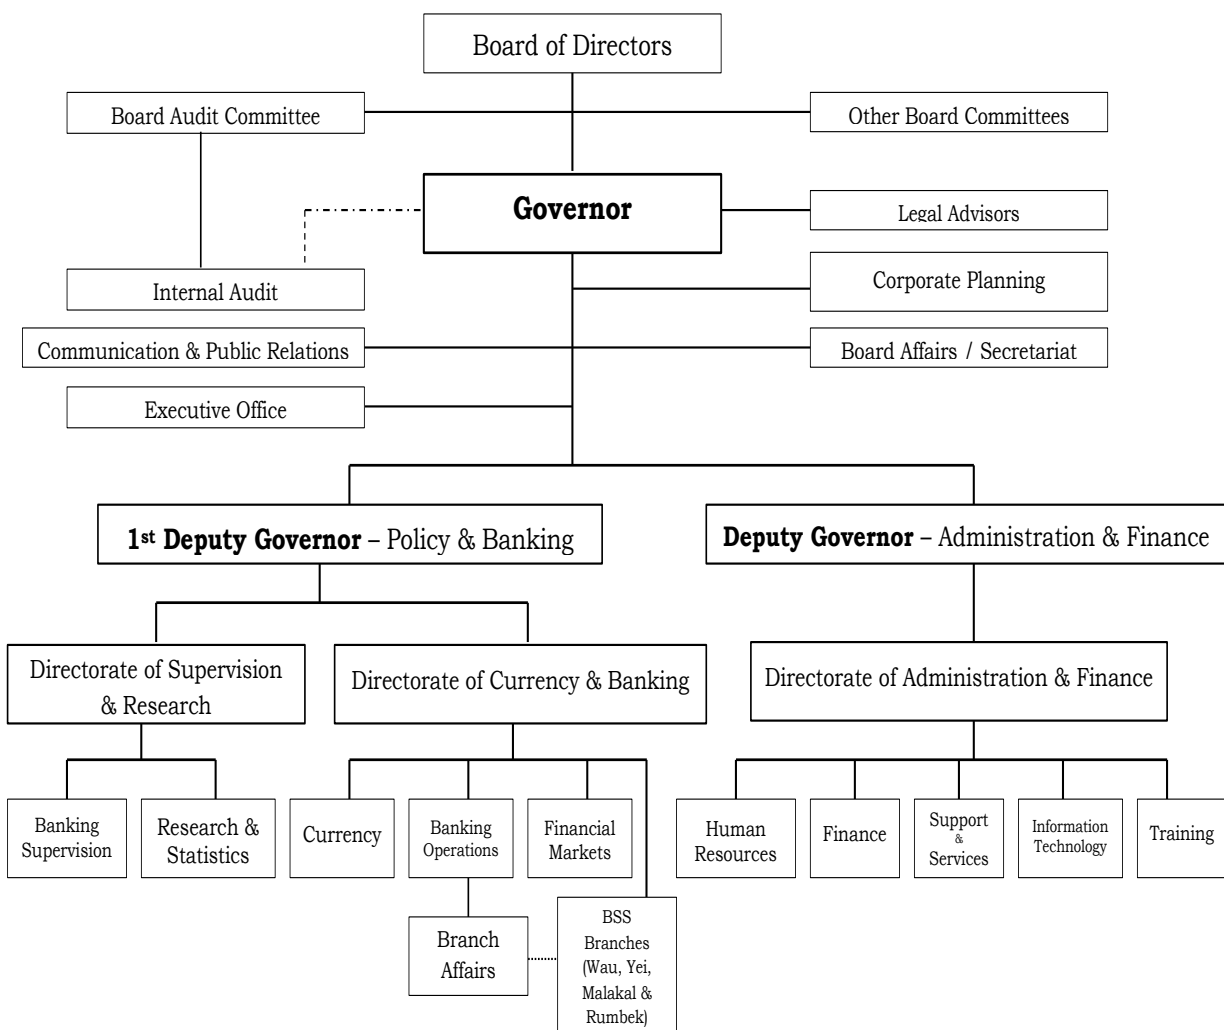 Board of Directors
Board Audit Committee
Other Board Committees
Governor
Legal Advisors
Internal Audit
Corporate Planning
Communication & Public Relations
Board Affairs / Secretariat
Executive Office
1st Deputy Governor – Policy & Banking
Deputy Governor – Administration & Finance
Directorate of Supervision
& Research
Directorate of Currency & Banking
Directorate of Administration & Finance
Banking
Supervision
Research &
Statistics
Currency
Banking
Operations
Financial
Markets
Human
Resources
Finance
Support
&
Services
Information
Technology
Training
Branch
Affairs
BSS
Branches
(Wau, Yei,
Malakal &
Rumbek)